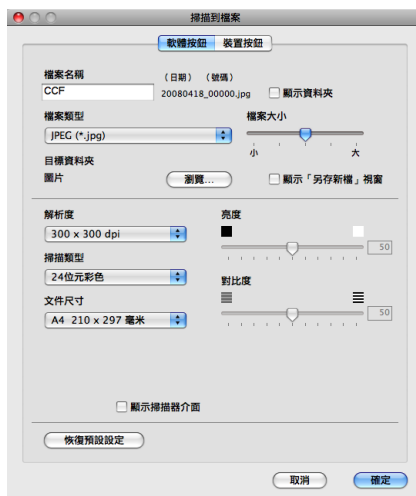 掃描到檔案
軟體按鈕 裝置按鈕
檔案名稱 (日期) (號碼)
CCF 20080418_00000.jpg 顯示資料夾
檔案類型 檔案大小
JPEG (*.jpg)
小 大
目標資料夾
圖片 瀏覽... 顯示「另存新檔」視窗
解析度 亮度
300 x 300 dpi
50
掃描類型
24位元彩色 對比度
文件尺寸
A4 210 x 297 毫米 50
顯示掃描器介面
恢復預設設定
取消 確定